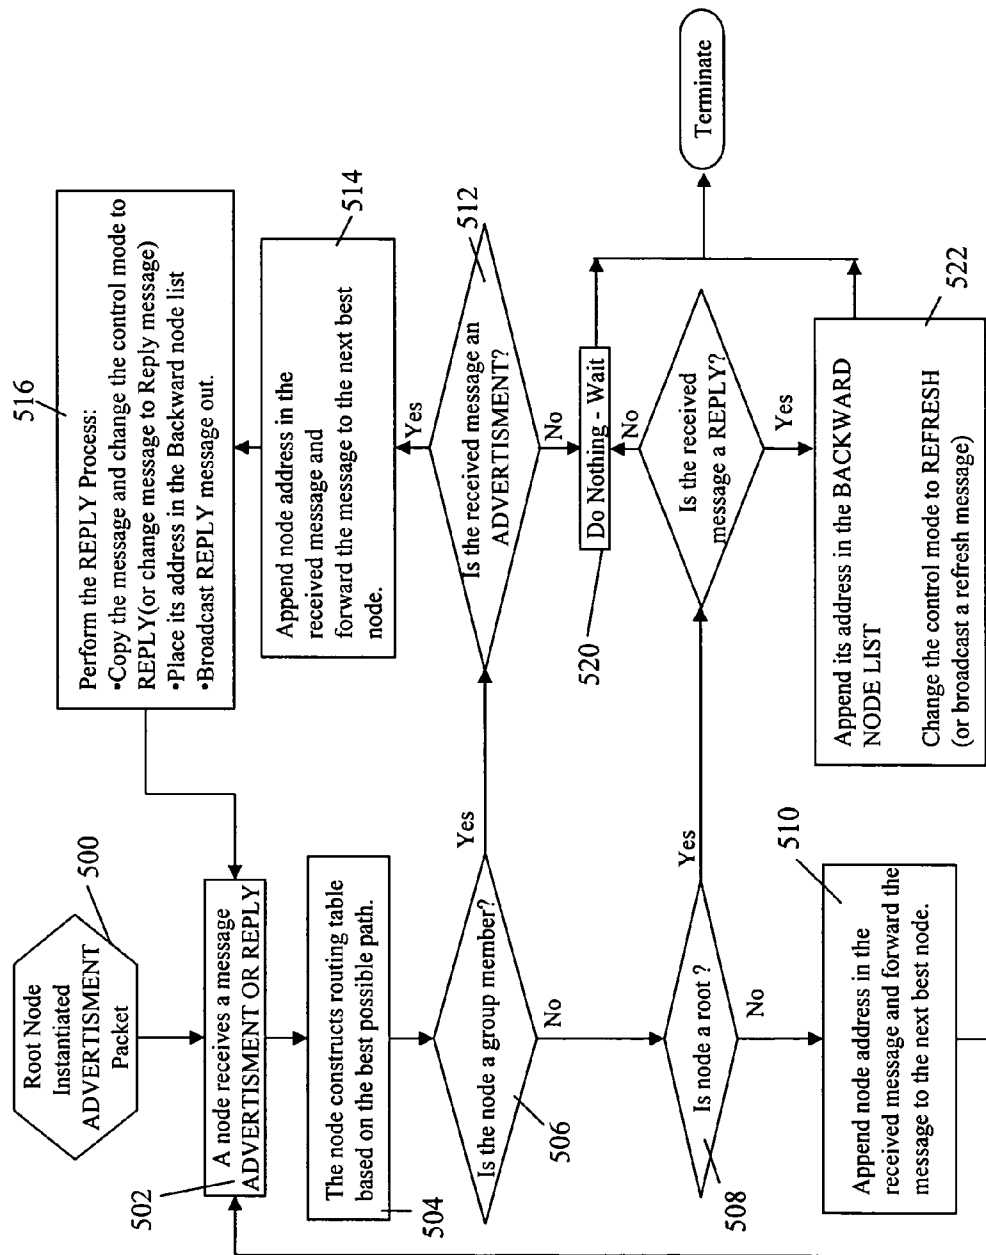 500
Root Node
Instantiated
ADVERTISMENT
Packet
502
A node receives a message
ADVERTISMENT OR REPLY
504
The node constructs routing table
based on the best possible path.
506
Is the node a group member?
Yes
No
508
Is node a root ?
Yes
No
510
Append node address in the
received message and forward the
message to the next best node.
516
Perform the REPLY Process:
•Copy the message and change the control mode to
REPLY(or change message to Reply message)
•Place its address in the Backward node list
•Broadcast REPLY message out.
514
Append node address in the
received message and
forward the message to the next best
node.
512
Is the received message an
ADVERTISMENT?
Yes
No
520
Do Nothing - Wait
No
Is the received
message a REPLY?
Yes
522
Append its address in the BACKWARD
NODE LIST
Change the control mode to REFRESH
(or broadcast a refresh message)
Terminate